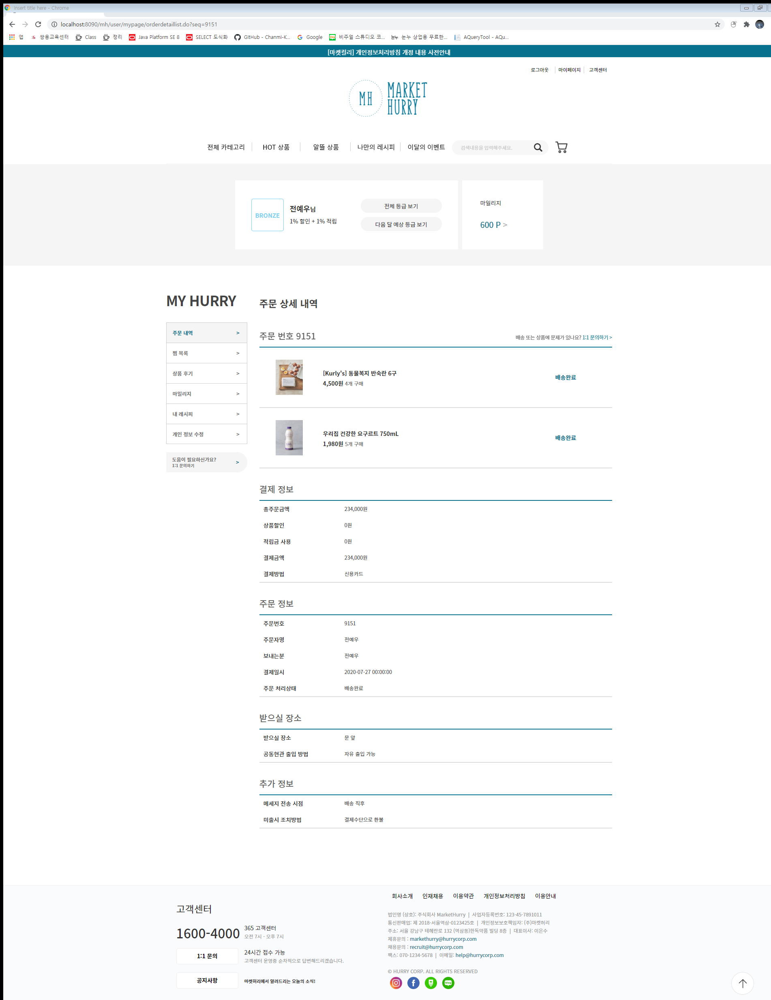 Insert title here - Chrome
localhost:8090/mh/user/mypage/orderdetaillist.do?seq=9151
앱 쌍용교육센터 Class 정리 Java Platform SE 8 SELECT 도식화 GitHub - Chanmi-K... Google 비주얼 스튜디오 코... 눈누 상업용 무료한... AQueryTool - AQu...
[마켓컬리] 개인정보처리방침 개정 내용 사전안내
로그아웃 마이페이지 고객센터
MH MARKET HURRY
전체 카테고리 HOT 상품 알뜰 상품 나만의 레시피 이달의 이벤트 검색내용을 입력해주세요.
BRONZE
전예우님
1% 할인 + 1% 적립
전체 등급 보기
다음 달 예상 등급 보기
마일리지
600 P >
MY HURRY
주문 내역 >
찜 목록 >
상품 후기 >
마일리지 >
내 레시피 >
개인 정보 수정 >
도움이 필요하신가요?
1:1 문의하기 >
주문 상세 내역
주문 번호 9151
배송 또는 상품에 문제가 있나요? 1:1 문의하기 >
[Kurly's] 동물복지 반숙란 6구
4,500원 4개 구매
배송완료
우리집 건강한 요구르트 750mL
1,980원 5개 구매
배송완료
결제 정보
총주문금액 234,000원
상품할인 0원
적립금 사용 0원
결제금액 234,000원
결제방법 신용카드
주문 정보
주문번호 9151
주문자명 전예우
보내는분 전예우
결제일시 2020-07-27 00:00:00
주문 처리상태 배송완료
받으실 장소
받으실 장소 문 앞
공동현관 출입 방법 자유 출입 가능
추가 정보
메세지 전송 시점 배송 직후
미출시 조치방법 결제수단으로 환불
고객센터
1600-4000 365 고객센터
오전 7시 - 오후 7시
1:1 문의 24시간 접수 가능
고객센터 운영중 순차적으로 답변해드리겠습니다.
공지사항 마켓허리에서 알려드리는 오늘의 소식!
회사소개 인재채용 이용약관 개인정보처리방침 이용안내
법인명 (상호): 주식회사 MarketHurry | 사업자등록번호: 123-45-7891011
통신판매업: 제 2018-서울역삼-0123425호 | 개인정보보호책임자: (주)마켓허리
주소: 서울 강남구 테헤란로 132 (역삼동)한독약품 빌딩 8층 | 대표이사: 이은수
제휴문의 : markethurry@hurrycorp.com
채용문의 : recruit@hurrycorp.com
팩스: 070-1234-5678 | 이메일: help@hurrycorp.com
© HURRY CORP. ALL RIGHTS RESERVED
blog